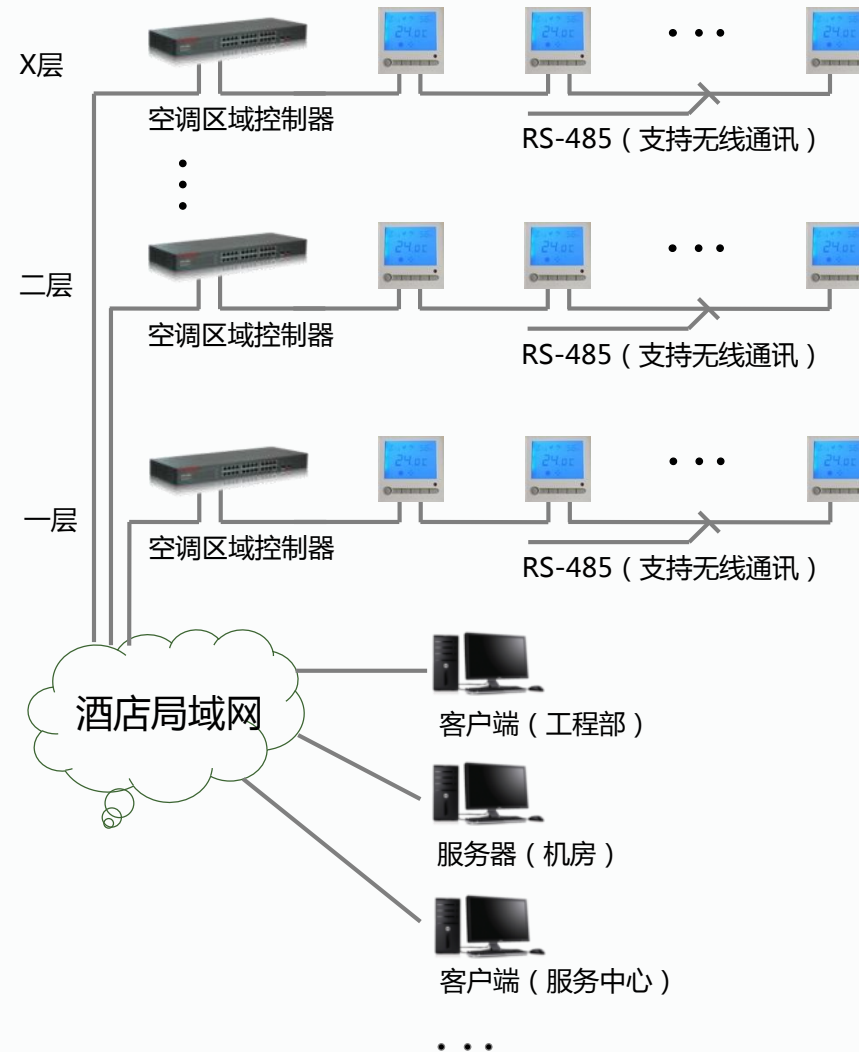 X层
空调区域控制器
RS-485（支持无线通讯）
二层
空调区域控制器
RS-485（支持无线通讯）
一层
空调区域控制器
RS-485（支持无线通讯）
酒店局域网
客户端（工程部）
服务器（机房）
客户端（服务中心）